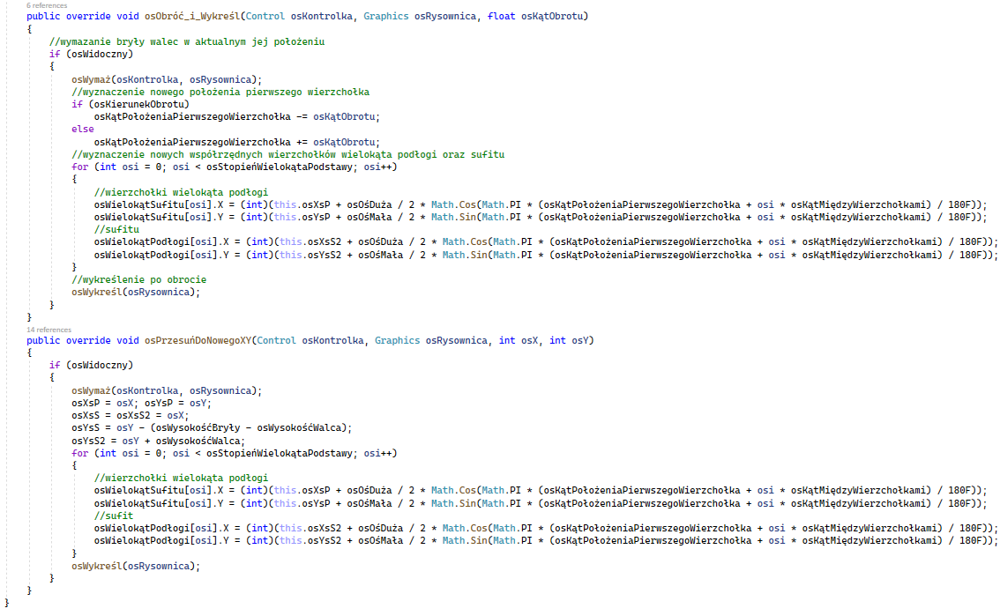 6 references
public override void osObróć_i_Wykreśl(Control osKontrolka, Graphics osRysownica, float osKątObrotu)
{
//wymazanie bryły walec w aktualnym jej położeniu
if (osWidoczny)
{
osWymaż(osKontrolka, osRysownica);
//wyznaczenie nowego położenia pierwszego wierzchołka
if (osKierunekObrotu)
osKątPołożeniaPierwszegoWierzchołka -= osKątObrotu;
else
osKątPołożeniaPierwszegoWierzchołka += osKątObrotu;
//wyznaczenie nowych współrzędnych wierzchołków wielokąta podłogi oraz sufitu
for (int osi = 0; osi < osStopieńWielokątaPodstawy; osi++)
{
//wierzchołki wielokąta podłogi
osWielokątSufitu[osi].X = (int)(this.osXsP + osOśDuża / 2 * Math.Cos(Math.PI * (osKątPołożeniaPierwszegoWierzchołka + osi * osKątMiędzyWierzchołkami) / 180F));
osWielokątSufitu[osi].Y = (int)(this.osYsP + osOśMała / 2 * Math.Sin(Math.PI * (osKątPołożeniaPierwszegoWierzchołka + osi * osKątMiędzyWierzchołkami) / 180F));
//sufitu
osWielokątPodłogi[osi].X = (int)(this.osXsS2 + osOśDuża / 2 * Math.Cos(Math.PI * (osKątPołożeniaPierwszegoWierzchołka + osi * osKątMiędzyWierzchołkami) / 180F));
osWielokątPodłogi[osi].Y = (int)(this.osYsS2 + osOśMała / 2 * Math.Sin(Math.PI * (osKątPołożeniaPierwszegoWierzchołka + osi * osKątMiędzyWierzchołkami) / 180F));
}
//wykreślenie po obrocie
osWykreśl(osRysownica);
}
}
14 references
public override void osPrzesuńDoNowegoXY(Control osKontrolka, Graphics osRysownica, int osX, int osY)
{
if (osWidoczny)
{
osWymaż(osKontrolka, osRysownica);
osXsP = osX; osYsP = osY;
osXsS = osXsS2 = osX;
osYsS = osY - (osWysokośćBryły - osWysokośćWalca);
osYsS2 = osY + osWysokośćWalca;
for (int osi = 0; osi < osStopieńWielokątaPodstawy; osi++)
{
//wierzchołki wielokąta podłogi
osWielokątSufitu[osi].X = (int)(this.osXsP + osOśDuża / 2 * Math.Cos(Math.PI * (osKątPołożeniaPierwszegoWierzchołka + osi * osKątMiędzyWierzchołkami) / 180F));
osWielokątSufitu[osi].Y = (int)(this.osYsP + osOśMała / 2 * Math.Sin(Math.PI * (osKątPołożeniaPierwszegoWierzchołka + osi * osKątMiędzyWierzchołkami) / 180F));
//sufit
osWielokątPodłogi[osi].X = (int)(this.osXsS2 + osOśDuża / 2 * Math.Cos(Math.PI * (osKątPołożeniaPierwszegoWierzchołka + osi * osKątMiędzyWierzchołkami) / 180F));
osWielokątPodłogi[osi].Y = (int)(this.osYsS2 + osOśMała / 2 * Math.Sin(Math.PI * (osKątPołożeniaPierwszegoWierzchołka + osi * osKątMiędzyWierzchołkami) / 180F));
}
osWykreśl(osRysownica);
}
}
}